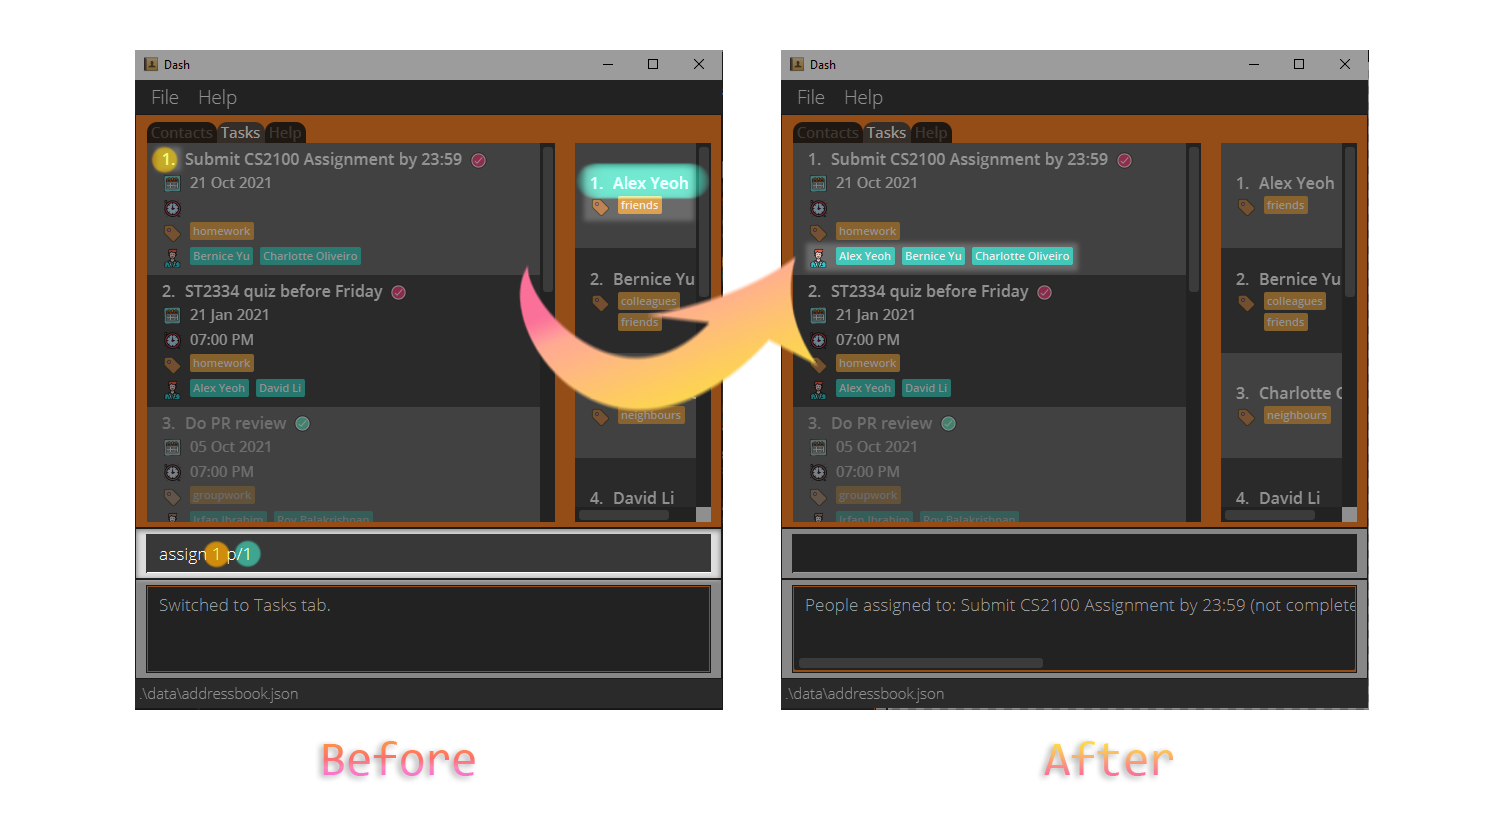 Dash
File Help
Contacts Tasks Help
1. Submit CS2100 Assignment by 23:59
21 Oct 2021
homework
Bernice Yu Charlotte Oliveiro
2. ST2334 quiz before Friday
21 Jan 2021
07:00 PM
homework
Alex Yeoh David Li
3. Do PR review
05 Oct 2021
07:00 PM
groupwork
Irfan Ibrahim Roy Balakrishnan
1. Alex Yeoh
friends
2. Bernice Yu
colleagues
friends
neighbours
4. David Li
assign 1 p/1
Switched to Tasks tab.
.\data\addressbook.json
Before
Dash
File Help
Contacts Tasks Help
1. Submit CS2100 Assignment by 23:59
21 Oct 2021
homework
Alex Yeoh Bernice Yu Charlotte Oliveiro
2. ST2334 quiz before Friday
21 Jan 2021
07:00 PM
homework
Alex Yeoh David Li
3. Do PR review
05 Oct 2021
07:00 PM
groupwork
Irfan Ibrahim Roy Balakrishnan
1. Alex Yeoh
friends
2. Bernice Yu
colleagues
friends
3. Charlotte
neighbours
4. David Li
People assigned to: Submit CS2100 Assignment by 23:59 (not complete
.\data\addressbook.json
After